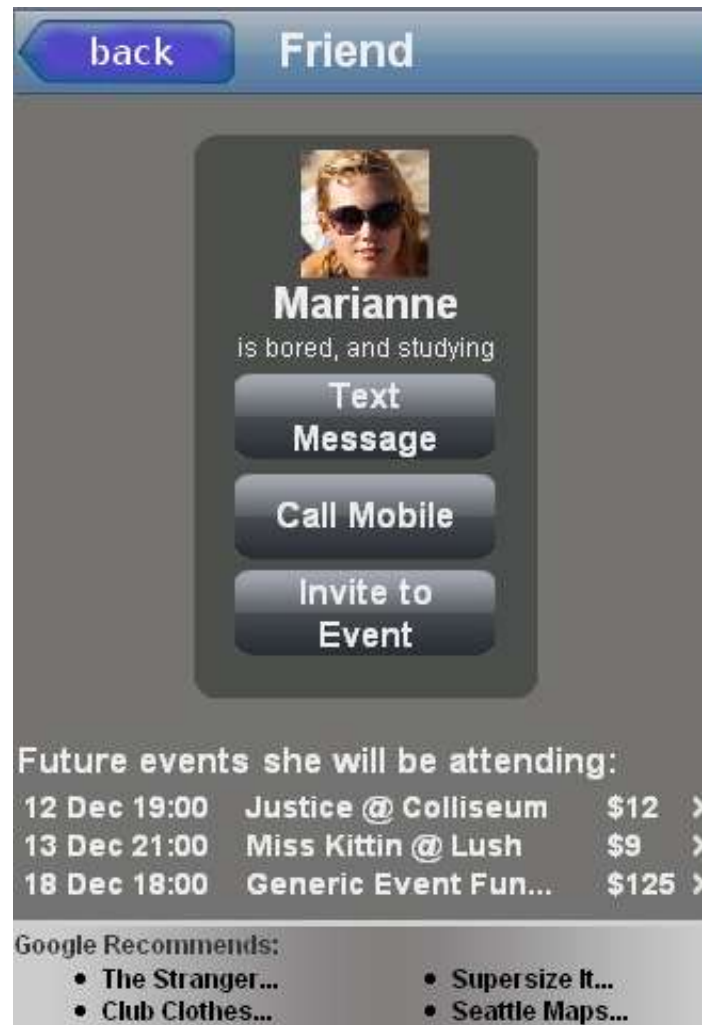 back Friend
Marianne
is bored, and studying
Text
Message
Call Mobile
Invite to
Event
Future events she will be attending:
12 Dec 19:00 Justice @ Colliseum $12
13 Dec 21:00 Miss Kittin @ Lush $9
18 Dec 18:00 Generic Event Fun... $125
Google Recommends:
• The Stranger... • Supersize It...
• Club Clothes... • Seattle Maps...